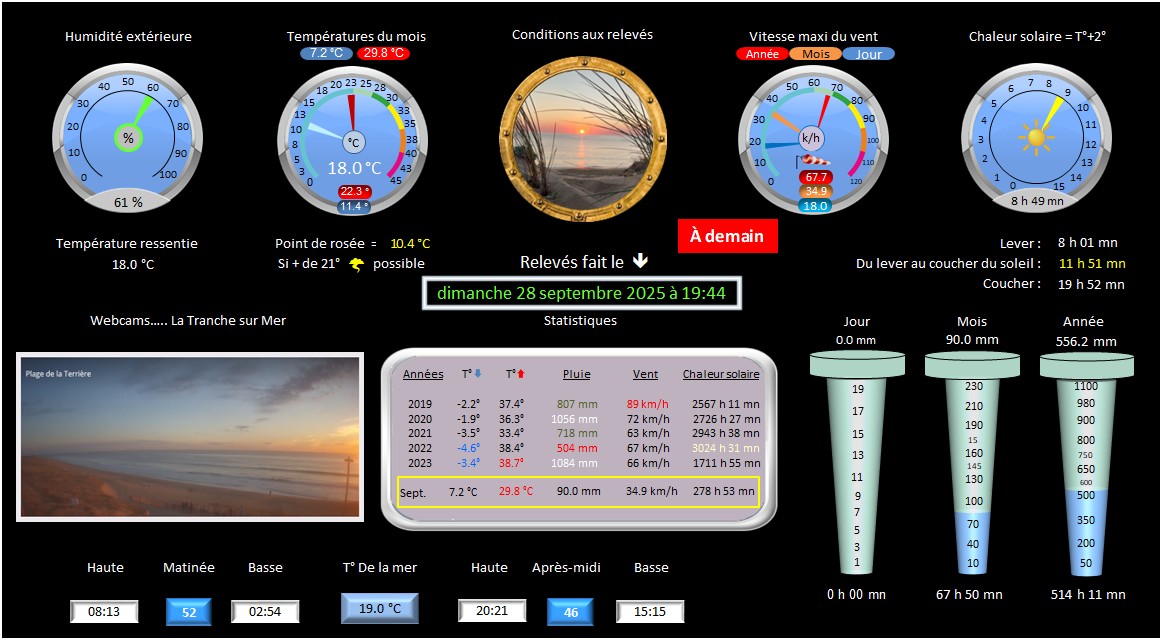 Humidité extérieure
Températures du mois
Conditions aux relevés
Vitesse maxi du vent
Chaleur solaire = T°+2°
7.2 °C 29.8 °C
Année Mois Jour
0 10 20 30 40 50 60 70 80 90 100
%
61 %
0 3 5 8 10 13 15 18 20 23 25 28 30 33 35 38 40 43 45
°C
18.0 °C
22.3 °
11.4 °
0 10 20 30 40 50 60 70 80 90 100 110 120
k/h
67.7
34.9
18.0
0 1 2 3 4 5 6 7 8 9 10 11 12 13 14 15
8 h 49 mn
Température ressentie
18.0 °C
Point de rosée = 10.4 °C
Si + de 21° possible
À demain
Relevés fait le
dimanche 28 septembre 2025 à 19:44
Lever : 8 h 01 mn
Du lever au coucher du soleil : 11 h 51 mn
Coucher : 19 h 52 mn
Webcams..... La Tranche sur Mer
Plage de la Terrière
Statistiques
Années T° T° Pluie Vent Chaleur solaire
2019 -2.2° 37.4° 807 mm 89 km/h 2567 h 11 mn
2020 -1.9° 36.3° 1056 mm 72 km/h 2726 h 27 mn
2021 -3.5° 33.4° 718 mm 63 km/h 2943 h 38 mn
2022 -4.6° 38.4° 504 mm 67 km/h 3024 h 31 mn
2023 -3.4° 38.7° 1084 mm 66 km/h 1711 h 55 mn
Sept. 7.2 °C 29.8 °C 90.0 mm 34.9 km/h 278 h 53 mn
Jour Mois Année
0.0 mm 90.0 mm 556.2 mm
19 17 15 13 11 9 7 5 3 1
230 210 190 15 160 145 130 100 70 40 10
1100 980 900 800 750 650 600 500 350 200 50
0 h 00 mn 67 h 50 mn 514 h 11 mn
Haute Matinée Basse T° De la mer Haute Après-midi Basse
08:13 52 02:54 19.0 °C 20:21 46 15:15